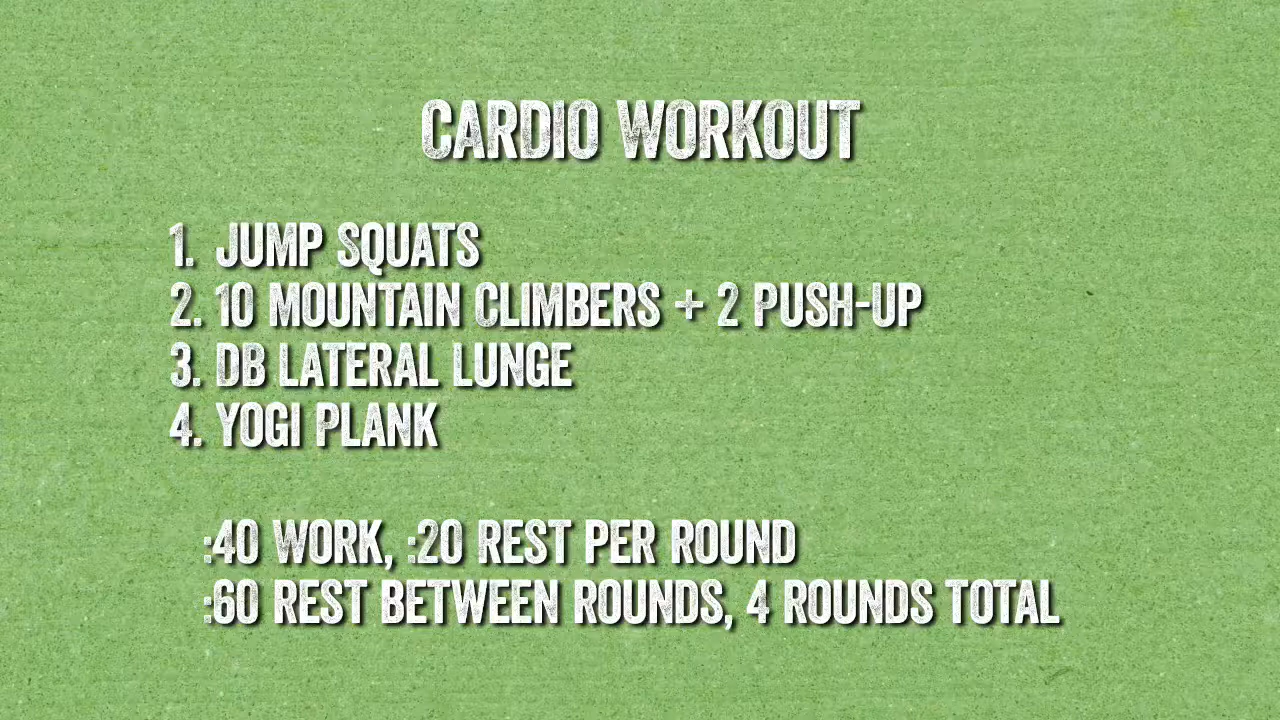 CARDIO WORKOUT
1. JUMP SQUATS
2. 10 MOUNTAIN CLIMBERS + 2 PUSH-UP
3. DB LATERAL LUNGE
4. YOGI PLANK
:40 WORK, :20 REST PER ROUND
:60 REST BETWEEN ROUNDS, 4 ROUNDS TOTAL